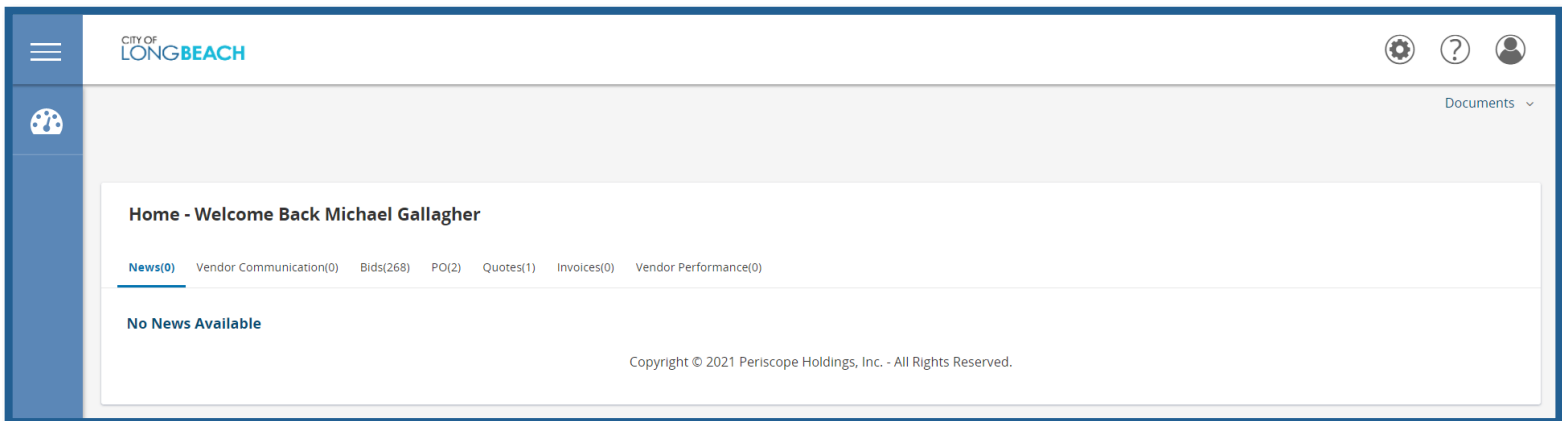 CITY OF
LONGBEACH
?
Documents
Home - Welcome Back Michael Gallagher
News(0) Vendor Communication(0) Bids(268) PO(2) Quotes(1) Invoices(0) Vendor Performance(0)
No News Available
Copyright © 2021 Periscope Holdings, Inc. - All Rights Reserved.